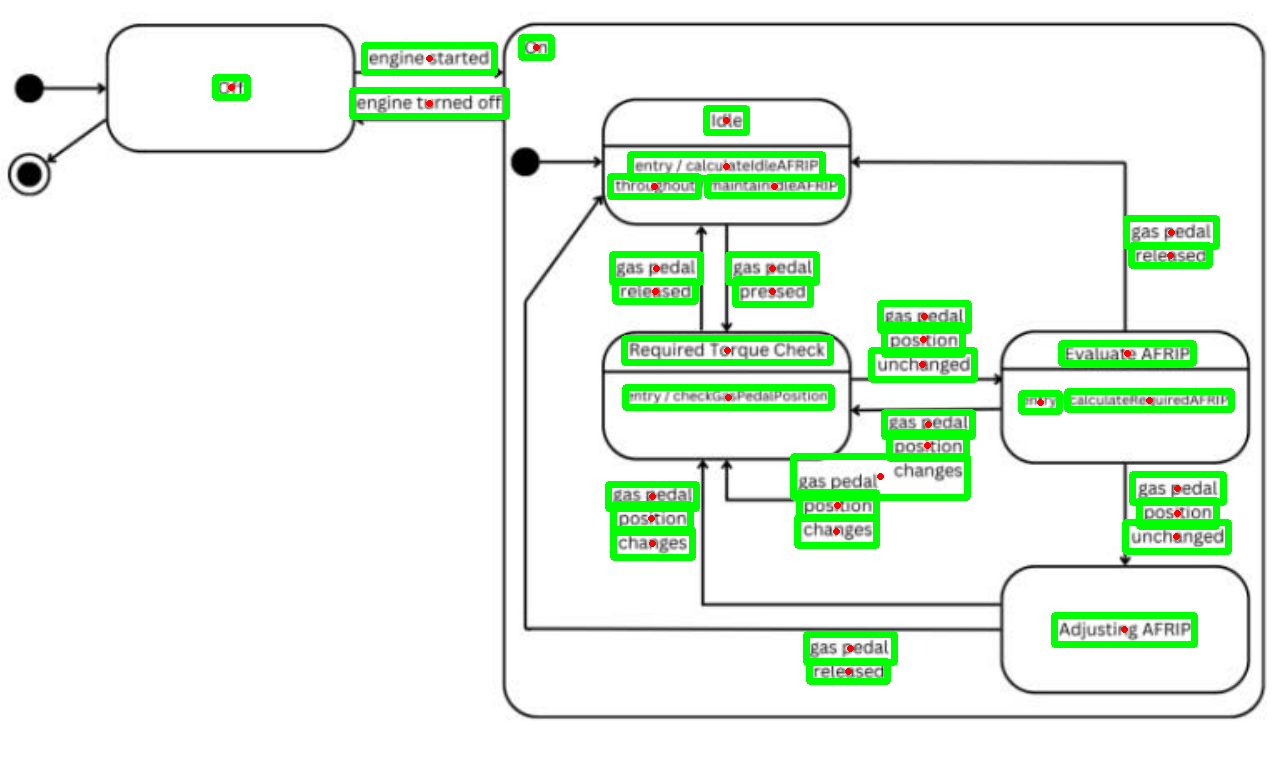 On
engine started
Off
engine turned off
Idle
entry / calculateIdleAFRIP
throughout / maintainIdleAFRIP
gas pedal
released
gas pedal
released
gas pedal
pressed
gas pedal
position
unchanged
Required Torque Check
entry / checkGasPedalPosition
Evaluate AFRIP
entry / calculateRequiredAFRIP
gas pedal
position
changes
gas pedal
position
changes
gas pedal
position
changes
gas pedal
position
unchanged
Adjusting AFRIP
gas pedal
released